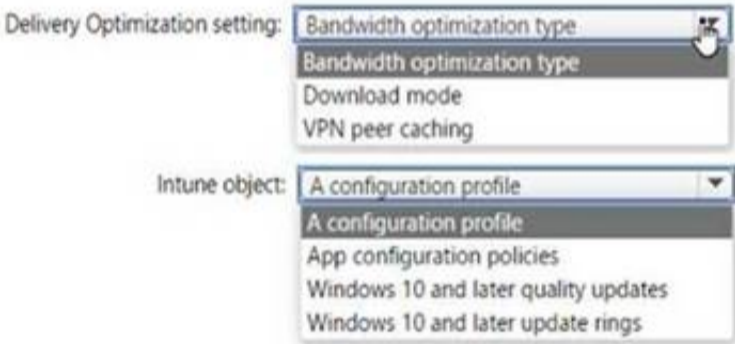 Delivery Optimization setting: Bandwidth optimization type
Bandwidth optimization type
Download mode
VPN peer caching
Intune object: A configuration profile
A configuration profile
App configuration policies
Windows 10 and later quality updates
Windows 10 and later update rings